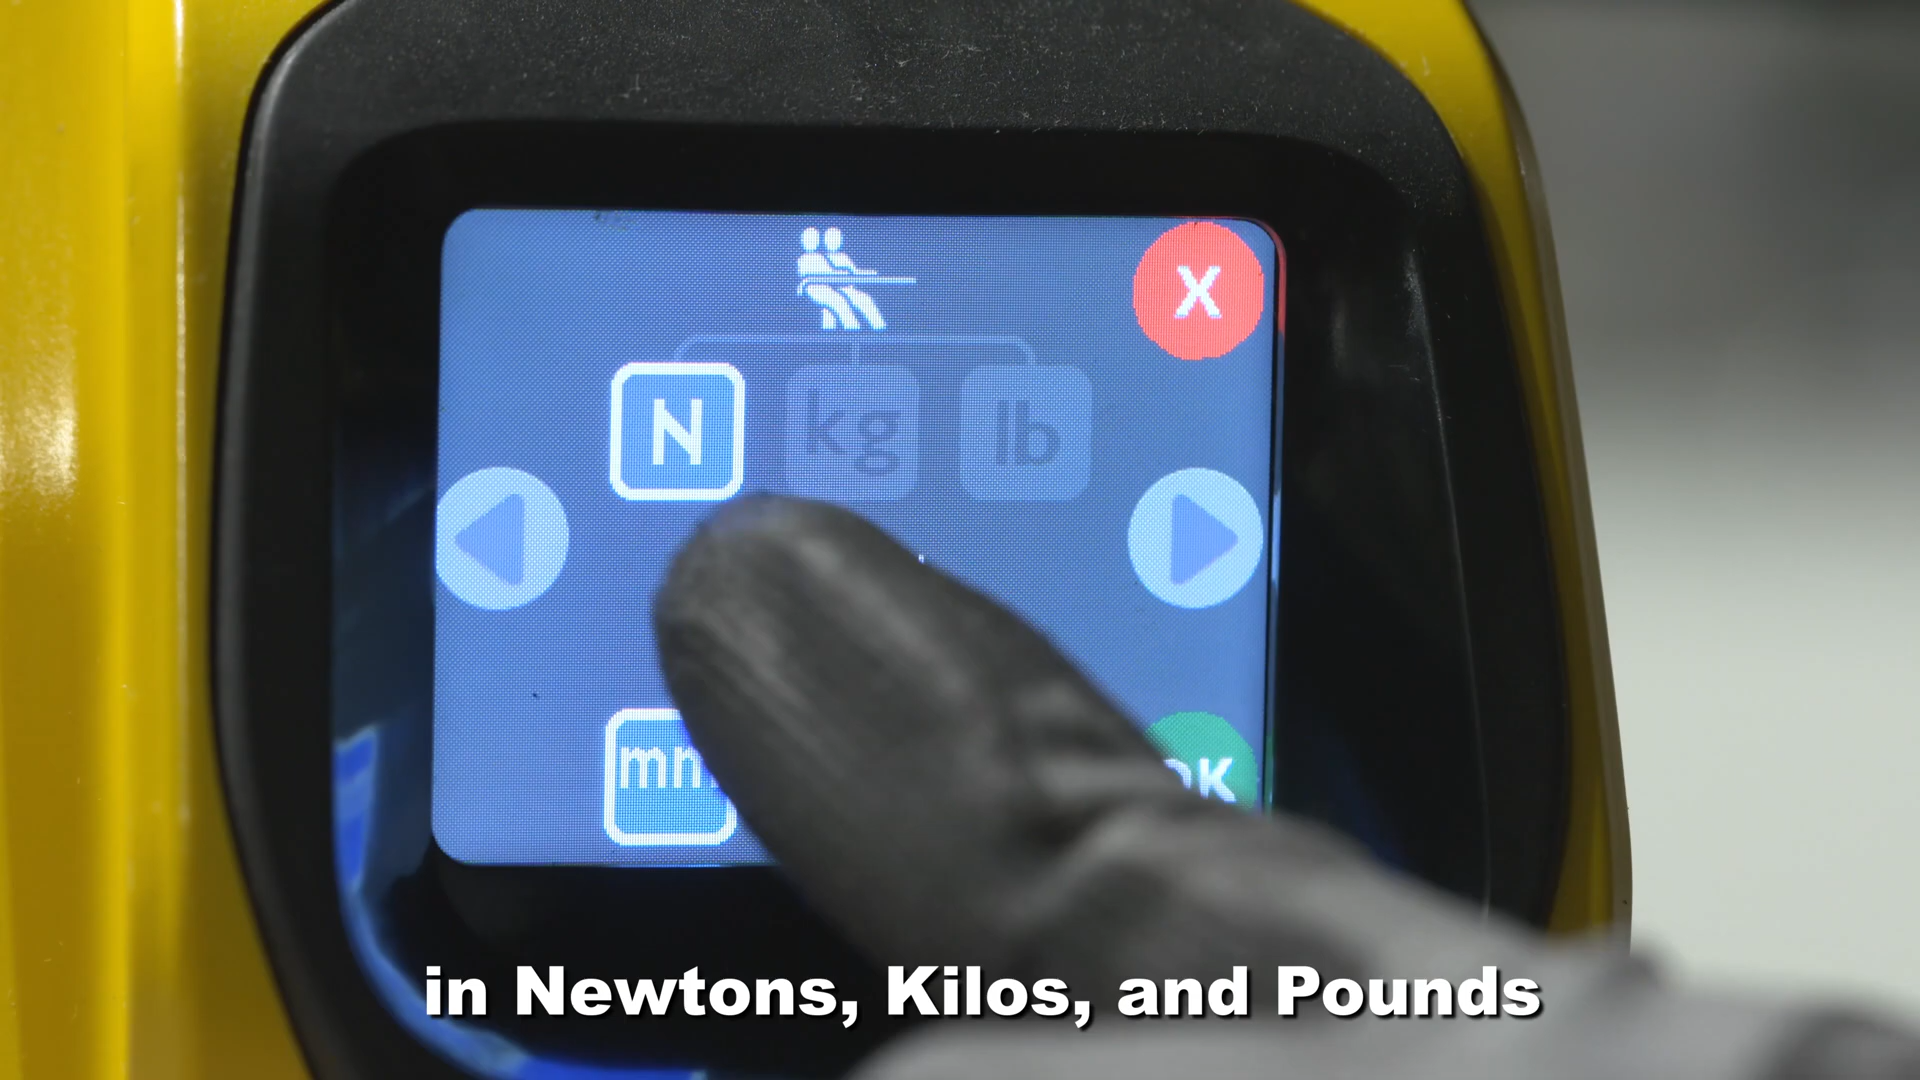 X
N kg lb
in Newtons, Kilos, and Pounds